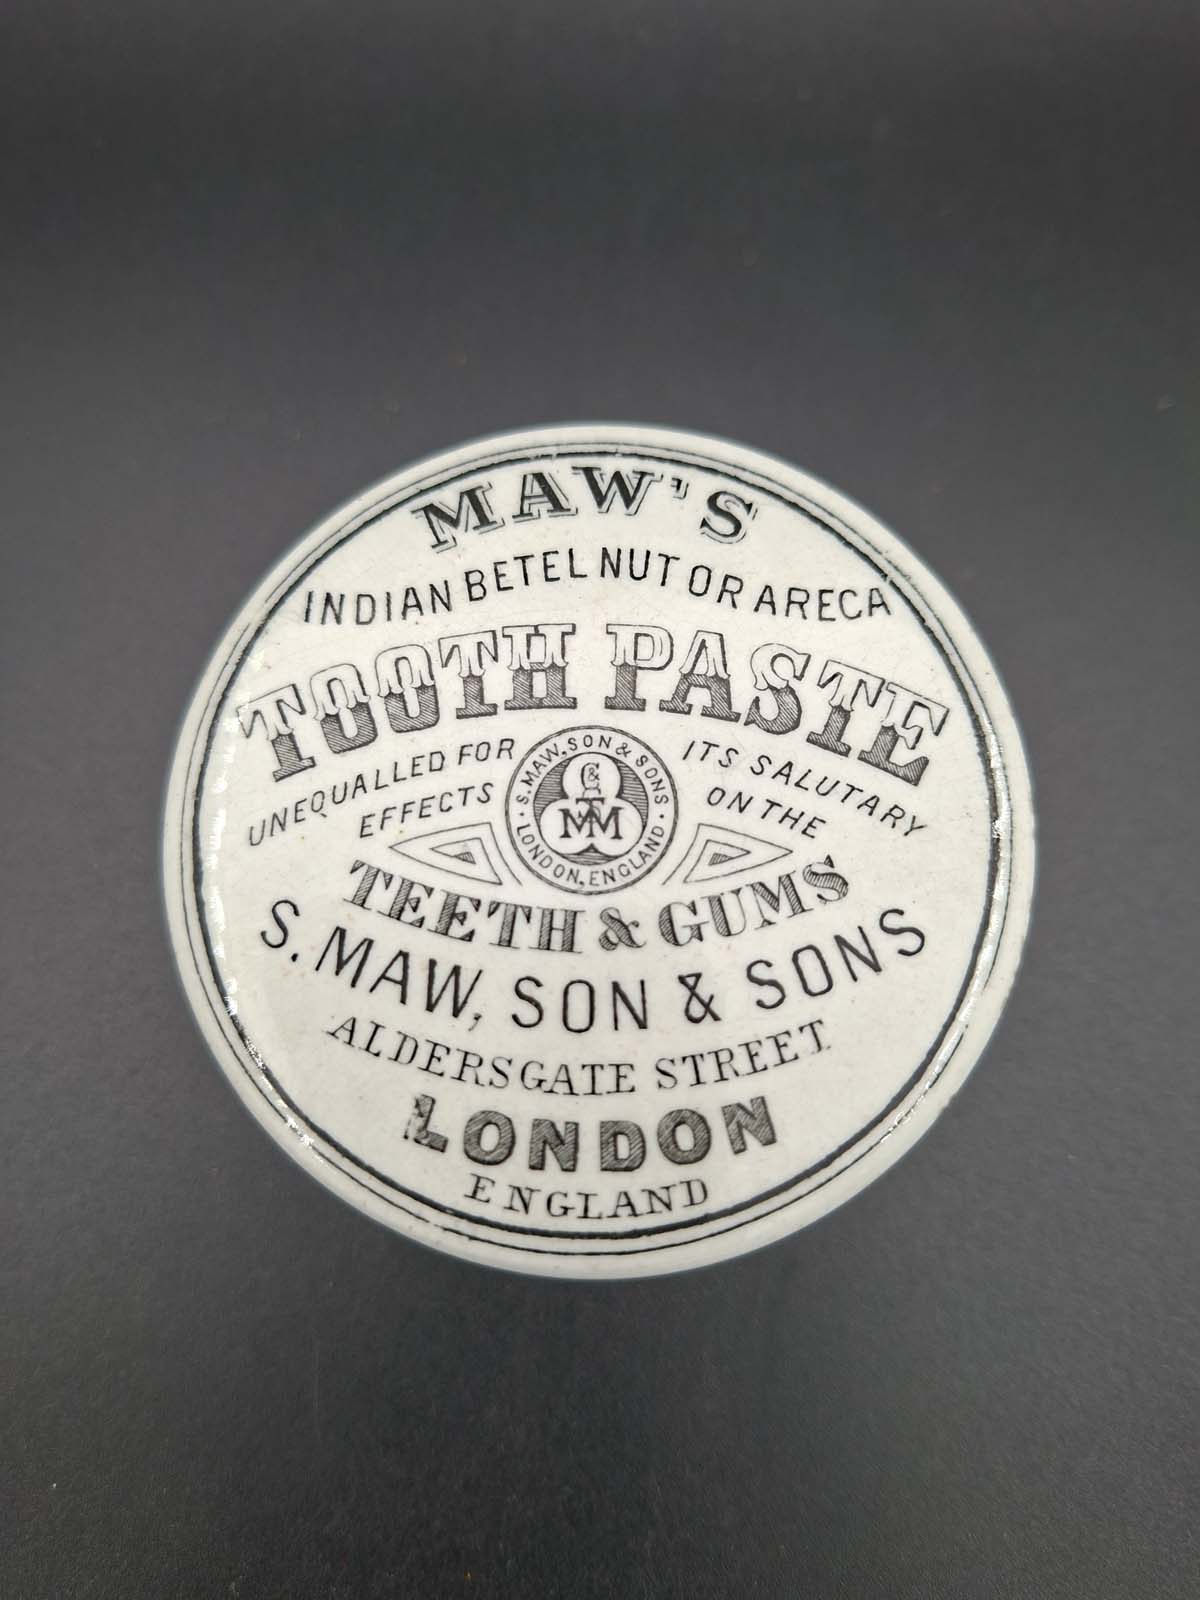 MAW'S
INDIAN BETEL NUT OR ARECA
TOOTH PASTE
UNEQUALLED FOR ITS SALUTARY
EFFECTS ON THE
S. MAW, SON & SONS
LONDON, ENGLAND
TEETH & GUMS
S. MAW, SON & SONS
ALDERSGATE STREET
LONDON
ENGLAND